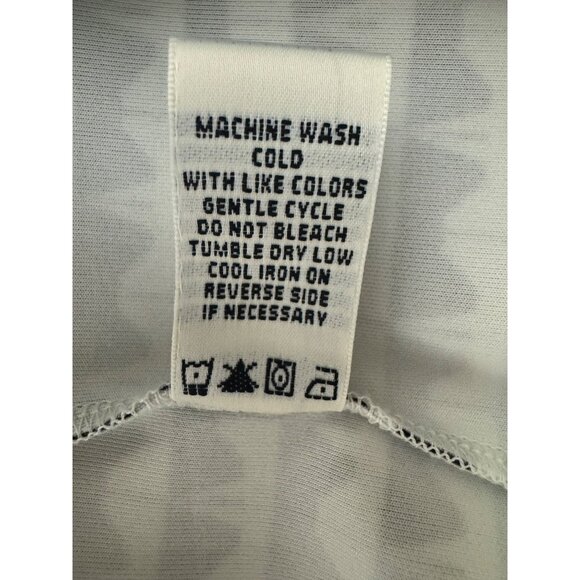 MACHINE WASH
COLD
WITH LIKE COLORS
GENTLE CYCLE
DO NOT BLEACH
TUMBLE DRY LOW
COOL IRON ON
REVERSE SIDE
IF NECESSARY